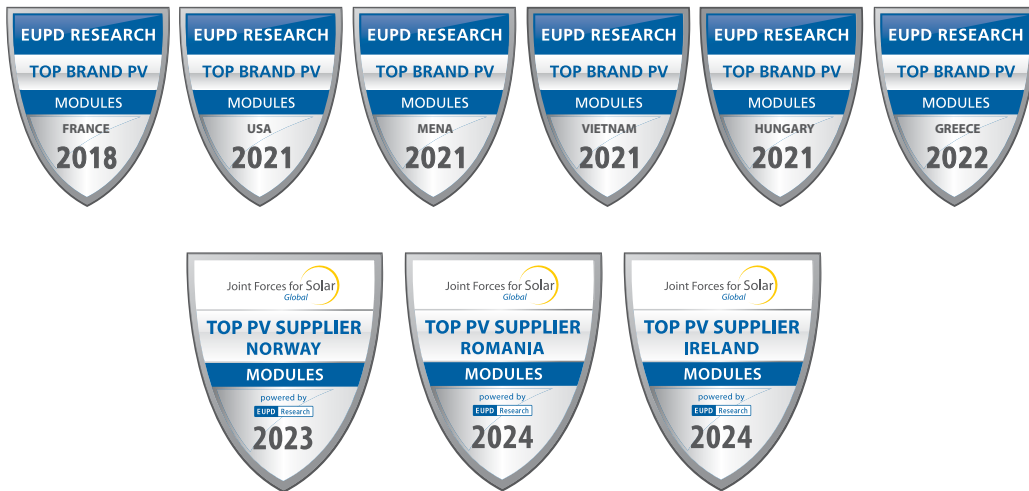 EUPD RESEARCH
TOP BRAND PV
MODULES
FRANCE
2018
EUPD RESEARCH
TOP BRAND PV
MODULES
USA
2021
EUPD RESEARCH
TOP BRAND PV
MODULES
MENA
2021
EUPD RESEARCH
TOP BRAND PV
MODULES
VIETNAM
2021
EUPD RESEARCH
TOP BRAND PV
MODULES
HUNGARY
2021
EUPD RESEARCH
TOP BRAND PV
MODULES
GREECE
2022
Joint Forces for Solar
Global
TOP PV SUPPLIER
NORWAY
MODULES
powered by
EUPD Research
2023
Joint Forces for Solar
Global
TOP PV SUPPLIER
ROMANIA
MODULES
powered by
EUPD Research
2024
Joint Forces for Solar
Global
TOP PV SUPPLIER
IRELAND
MODULES
powered by
EUPD Research
2024